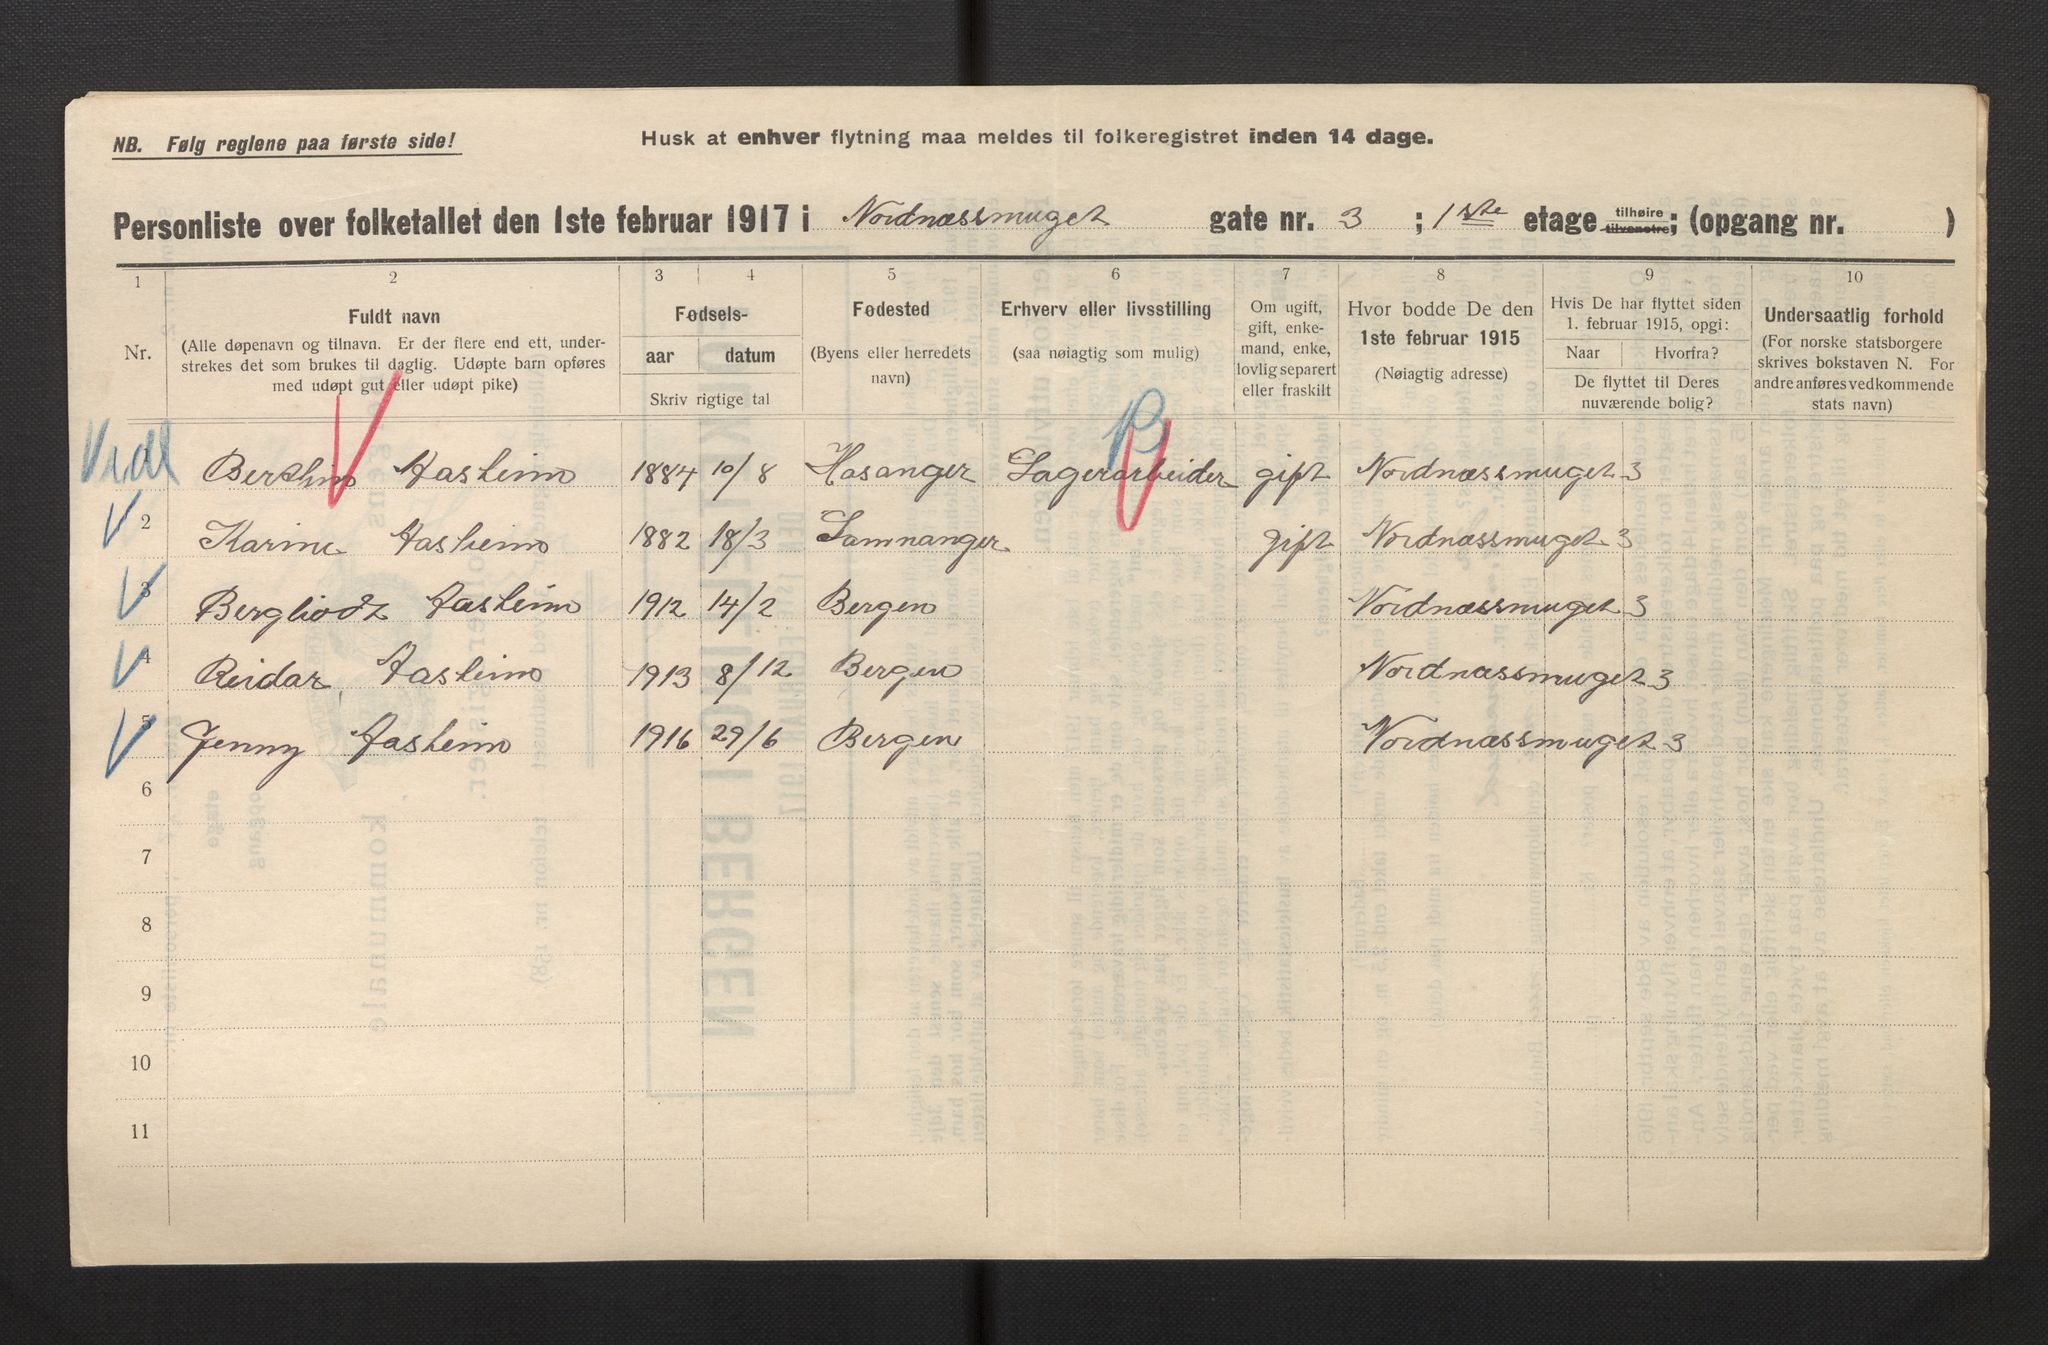 NB. Følg reglene paa første side!
Husk at enhver flytning maa meldes til folkeregistret inden 14 dage.
Personliste over folketallet den 1ste februar 1917 i Nordnæssmuget gate nr. 3 ; 1ste etage tilhøire tilvenstre; (opgang nr. )
1 2 3 4 5 6 7 8 9 10
Nr.
Fuldt navn
(Alle døpenavn og tilnavn. Er der flere end ett, under-
strekes det som brukes til daglig. Udøpte barn opføres
med udøpt gut eller udøpt pike)
Fødsels-
aar datum
Skriv rigtige tal
Fødested
(Byens eller herredets
navn)
Erhverv eller livsstilling
(saa nøiagtig som mulig)
Om ugift,
gift, enke-
mand, enke,
lovlig separert
eller fraskilt
Hvor bodde De den
1ste februar 1915
(Nøiagtig adresse)
Hvis De har flyttet siden
1. februar 1915, opgi:
Naar Hvorfra?
De flyttet til Deres
nuværende bolig?
Undersaatlig forhold
(For norske statsborgere
skrives bokstaven N. For
andre anføres vedkommende
stats navn)
Aasheim 1884 10/8 Hosanger Lagerarbeider gift Nordnæssmuget 3
2 Karine Aasheim 1882 18/3 Samnanger gift Nordnæssmuget 3
3 Bergliodt Aasheim 1912 14/2 Bergen Nordnæssmuget 3
4 Reidar Aasheim 1913 8/12 Bergen Nordnæssmuget 3
5 Jenny Aasheim 1916 29/6 Bergen Nordnæssmuget 3
6
7
8
9
10
11